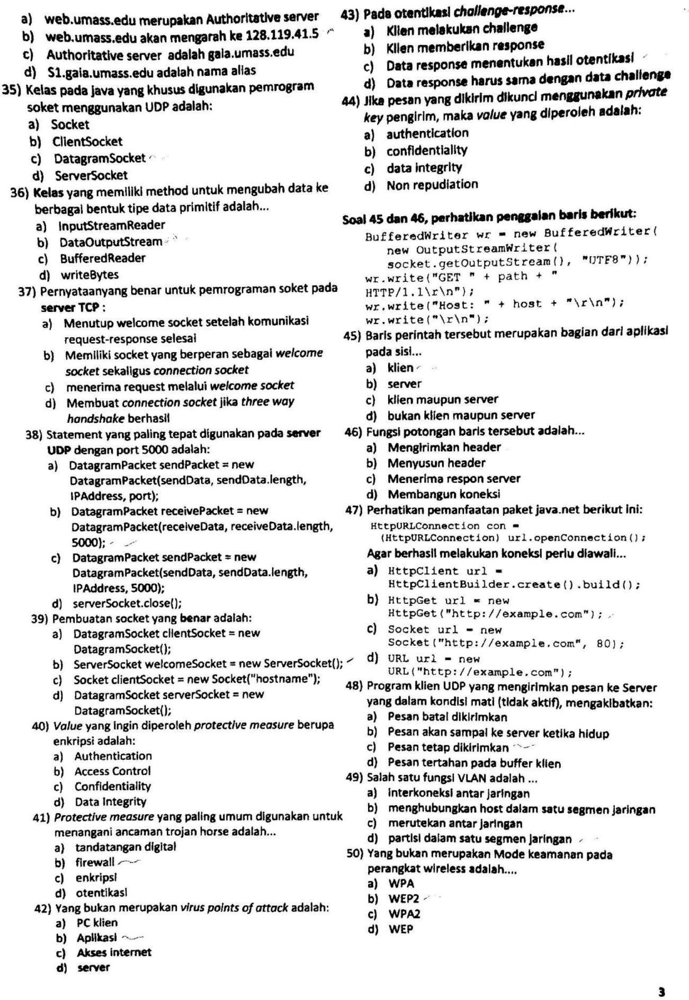 a) web.umass.edu merupakan Authoritative server
b) web.umass.edu akan mengarah ke 128.119.41.5
c) Authoritative server adalah gaia.umass.edu
d) S1.gaia.umass.edu adalah nama alias
35) Kelas pada java yang khusus digunakan pemrogram
soket menggunakan UDP adalah:
a) Socket
b) ClientSocket
c) DatagramSocket
d) ServerSocket
36) Kelas yang memiliki method untuk mengubah data ke
berbagai bentuk tipe data primitif adalah...
a) InputStreamReader
b) DataOutputStream
c) BufferedReader
d) writeBytes
37) Pernyataanyang benar untuk pemrograman soket pada
server TCP :
a) Menutup welcome socket setelah komunikasi
request-response selesai
b) Memiliki socket yang berperan sebagai welcome
socket sekaligus connection socket
c) menerima request melalui welcome socket
d) Membuat connection socket jika three way
handshake berhasil
38) Statement yang paling tepat digunakan pada server
UDP dengan port 5000 adalah:
a) DatagramPacket sendPacket = new
DatagramPacket(sendData, sendData.length,
IPAddress, port);
b) DatagramPacket receivePacket = new
DatagramPacket(receiveData, receiveData.length,
5000);
c) DatagramPacket sendPacket = new
DatagramPacket(sendData, sendData.length,
IPAddress, 5000);
d) serverSocket.close();
39) Pembuatan socket yang benar adalah:
a) DatagramSocket clientSocket = new
DatagramSocket();
b) ServerSocket welcomeSocket = new ServerSocket();
c) Socket clientSocket = new Socket("hostname");
d) DatagramSocket serverSocket = new
DatagramSocket();
40) Value yang ingin diperoleh protective measure berupa
enkripsi adalah:
a) Authentication
b) Access Control
c) Confidentiality
d) Data Integrity
41) Protective measure yang paling umum digunakan untuk
menangani ancaman trojan horse adalah...
a) tandatangan digital
b) firewall
c) enkripsi
d) otentikasi
42) Yang bukan merupakan virus points of attack adalah:
a) PC klien
b) Aplikasi
c) Akses internet
d) server
43) Pada otentikasi challenge-response...
a) Klien melakukan challenge
b) Klien memberikan response
c) Data response menentukan hasil otentikasi
d) Data response harus sama dengan data challenge
44) Jika pesan yang dikirim dikunci menggunakan private
key pengirim, maka value yang diperoleh adalah:
a) authentication
b) confidentiality
c) data integrity
d) Non repudiation
Soal 45 dan 46, perhatikan penggalan baris berikut:
BufferedWriter wr = new BufferedWriter(
new OutputStreamWriter(
socket.getOutputStream(), "UTF8"));
wr.write("GET " + path + "
HTTP/1.1\r\n");
wr.write("Host: " + host + "\r\n");
wr.write("\r\n");
45) Baris perintah tersebut merupakan bagian dari aplikasi
pada sisi...
a) klien
b) server
c) klien maupun server
d) bukan klien maupun server
46) Fungsi potongan baris tersebut adalah...
a) Mengirimkan header
b) Menyusun header
c) Menerima respon server
d) Membangun koneksi
47) Perhatikan pemanfaatan paket java.net berikut ini:
HttpURLConnection con =
(HttpURLConnection) url.openConnection();
Agar berhasil melakukan koneksi perlu diawali...
a) HttpClient url =
HttpClientBuilder.create().build();
b) HttpGet url = new
HttpGet("http://example.com");
c) Socket url = new
Socket("http://example.com", 80);
d) URL url = new
URL("http://example.com");
48) Program klien UDP yang mengirimkan pesan ke Server
yang dalam kondisi mati (tidak aktif), mengakibatkan:
a) Pesan batal dikirimkan
b) Pesan akan sampai ke server ketika hidup
c) Pesan tetap dikirimkan
d) Pesan tertahan pada buffer klien
49) Salah satu fungsi VLAN adalah ...
a) interkoneksi antar jaringan
b) menghubungkan host dalam satu segmen jaringan
c) merutekan antar jaringan
d) partisi dalam satu segmen jaringan
50) Yang bukan merupakan Mode keamanan pada
perangkat wireless adalah....
a) WPA
b) WEP2
c) WPA2
d) WEP
3